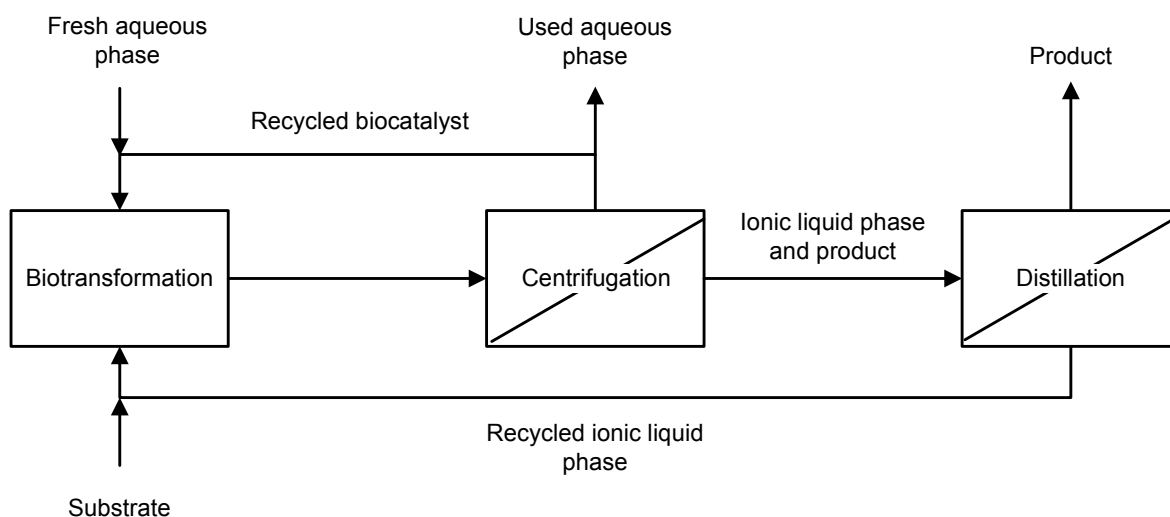 Fresh aqueous
phase
Used aqueous
phase
Product
Recycled biocatalyst
Biotransformation
Centrifugation
Ionic liquid phase
and product
Distillation
Recycled ionic liquid
phase
Substrate